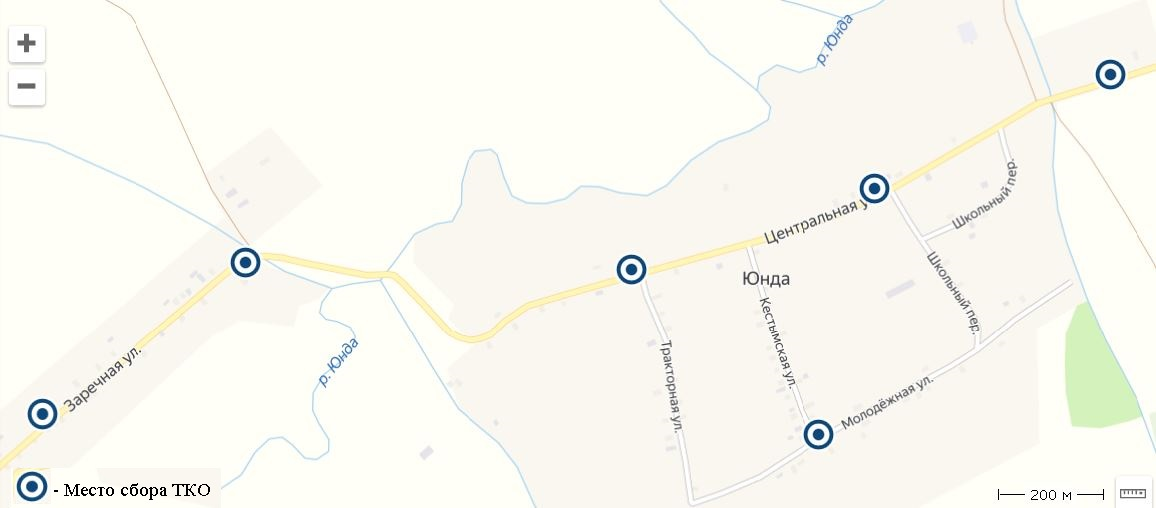 р. Юнда
Школьный пер.
Центральная у
Юнда
Школьный пер.
Кестымская ул.
Тракторная ул.
р. Юнда
Заречная ул.
Молодёжная ул.
- Место сбора ТКО
200 м